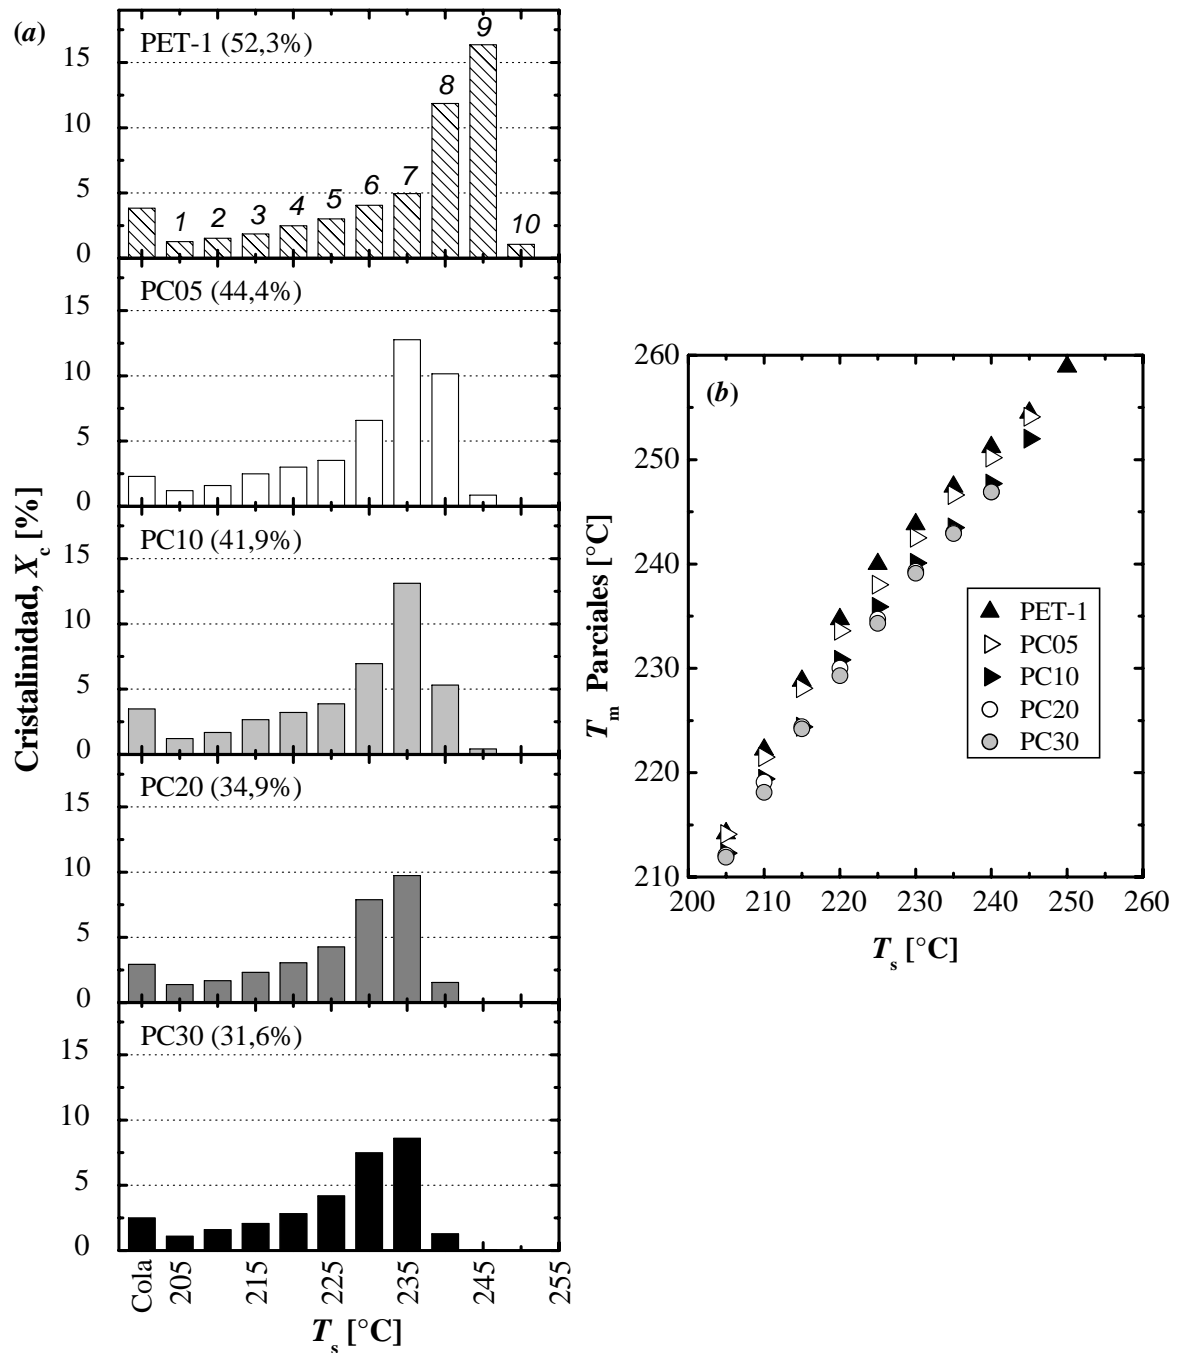 (a)
PET-1 (52,3%)
15
10
5
0
1 2 3 4 5 6 7 8 9 10
PC05 (44,4%)
15
10
5
0
PC10 (41,9%)
15
10
5
0
PC20 (34,9%)
15
10
5
0
PC30 (31,6%)
15
10
5
0
Cristalinidad, Xc [%]
Cola 205 215 225 235 245 255
Ts [°C]
(b)
260
250
240
230
220
210
Tm Parciales [°C]
PET-1
PC05
PC10
PC20
PC30
200 210 220 230 240 250 260
Ts [°C]